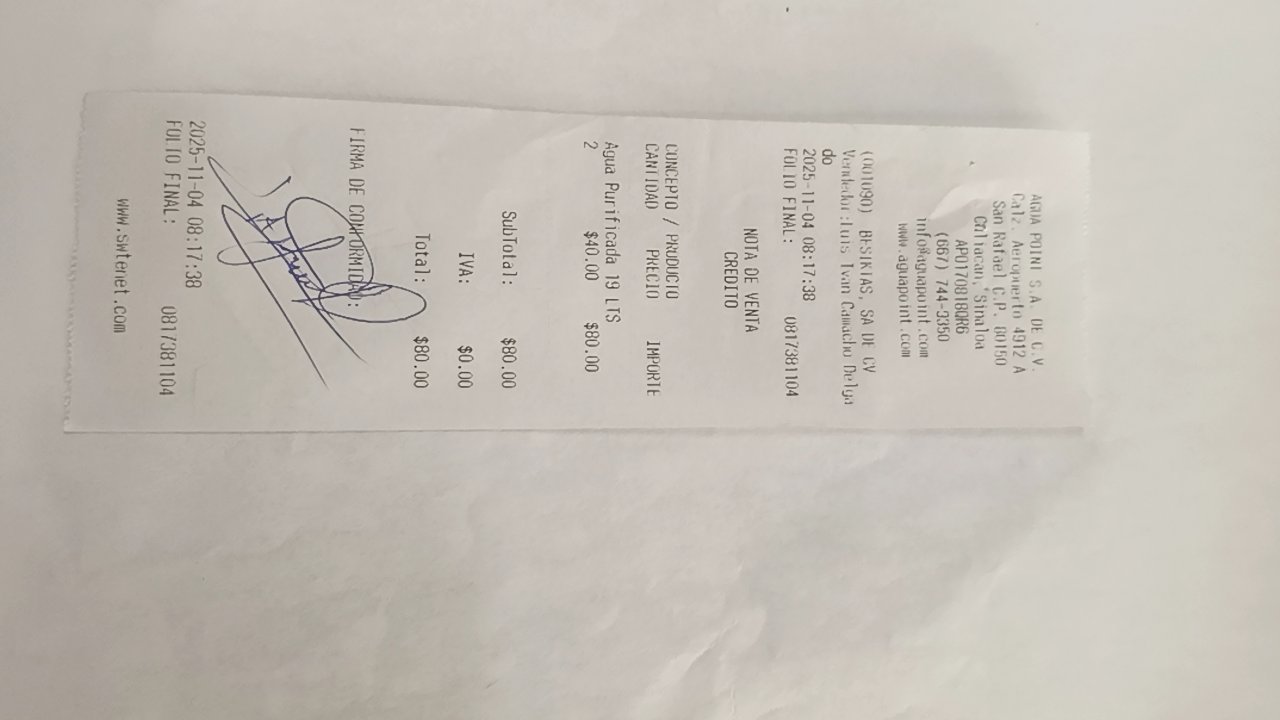 AGUA POINT S.A. DE C.V.
Calz. Aeropuerto 4912 A
San Rafael C.P. 80150
Culiacan, Sinaloa
APO170818QR6
(667) 744-3350
info@aguapoint.com
www.aguapoint.com
(001090) BESIKIAS, SA DE CV
Vendedor:Luis Ivan Camacho Delga
do
2025-11-04 08:17:38
FOLIO FINAL: 0817381104
NOTA DE VENTA
CREDITO
CONCEPTO / PRODUCTO
CANTIDAD PRECIO IMPORTE
Agua Purificada 19 LTS
2 $40.00 $80.00
SubTotal: $80.00
IVA: $0.00
Total: $80.00
FIRMA DE CONFORMIDAD:
2025-11-04 08:17:38
FOLIO FINAL: 0817381104
www.swtenet.com